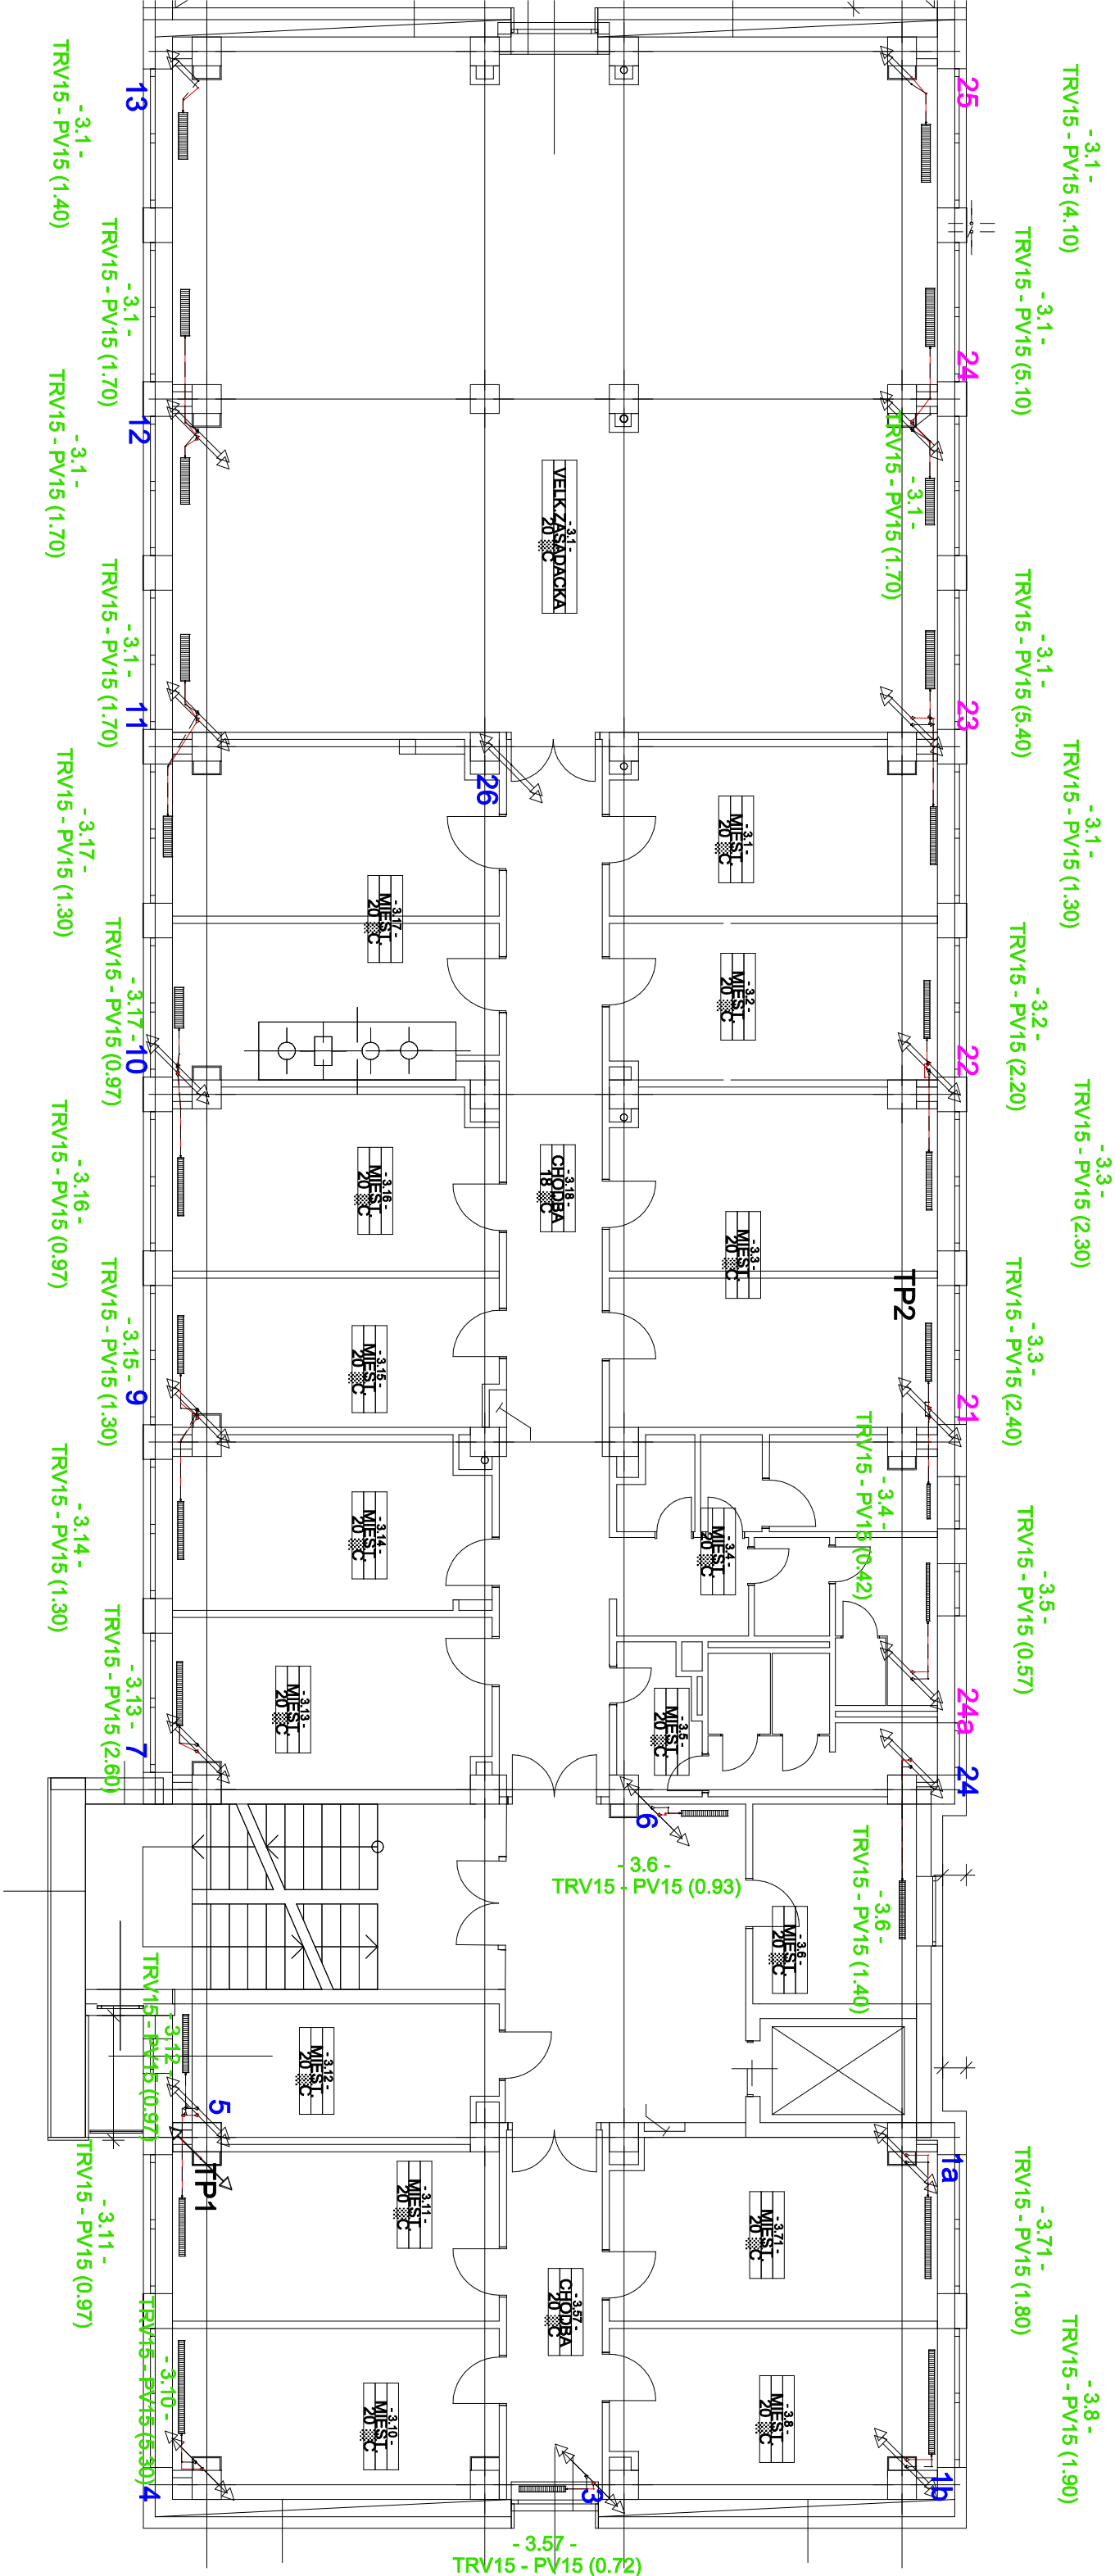 - 3.1 -
TRV15 - PV15 (4.10)
25
- 3.1 -
TRV15 - PV15 (5.10)
24
- 3.1 -
TRV15 - PV15 (1.70)
- 3.1 -
TRV15 - PV15 (5.40)
23
- 3.1 -
TRV15 - PV15 (1.30)
- 3.2 -
TRV15 - PV15 (2.20)
22
- 3.3 -
TRV15 - PV15 (2.30)
TP2
- 3.3 -
TRV15 - PV15 (2.40)
21
- 3.4 -
TRV15 - PV15 (0.42)
- 3.5 -
TRV15 - PV15 (0.57)
24a
24
- 3.6 -
TRV15 - PV15 (1.40)
1a
- 3.71 -
TRV15 - PV15 (1.80)
- 3.8 -
TRV15 - PV15 (1.90)
1b
- 3.1 -
VELK.ZASADACKA
20 C
- 3.1 -
MIEST.
20 C
- 3.2 -
MIEST.
20 C
- 3.3 -
MIEST.
20 C
- 3.4 -
MIEST.
20 C
- 3.5 -
MIEST.
20 C
- 3.6 -
MIEST.
20 C
- 3.71 -
MIEST.
20 C
- 3.8 -
MIEST.
20 C
26
- 3.18 -
CHODBA
18 C
6
- 3.6 -
TRV15 - PV15 (0.93)
- 3.57 -
CHODBA
20 C
3
- 3.57 -
TRV15 - PV15 (0.72)
- 3.17 -
MIEST.
20 C
- 3.16 -
MIEST.
20 C
- 3.15 -
MIEST.
20 C
- 3.14 -
MIEST.
20 C
- 3.13 -
MIEST.
20 C
- 3.12 -
MIEST.
20 C
- 3.11 -
MIEST.
20 C
- 3.10 -
MIEST.
20 C
13
- 3.1 -
TRV15 - PV15 (1.40)
- 3.1 -
TRV15 - PV15 (1.70)
12
- 3.1 -
TRV15 - PV15 (1.70)
- 3.1 -
TRV15 - PV15 (1.70)
11
- 3.17 -
TRV15 - PV15 (1.30)
- 3.17 -
TRV15 - PV15 (0.97)
10
- 3.16 -
TRV15 - PV15 (0.97)
- 3.15 -
TRV15 - PV15 (1.30)
9
- 3.14 -
TRV15 - PV15 (1.30)
- 3.13 -
TRV15 - PV15 (2.60)
7
- 3.12 -
TRV15 - PV15 (0.97)
5
TP1
- 3.11 -
TRV15 - PV15 (0.97)
- 3.10 -
TRV15 - PV15 (5.30)
4